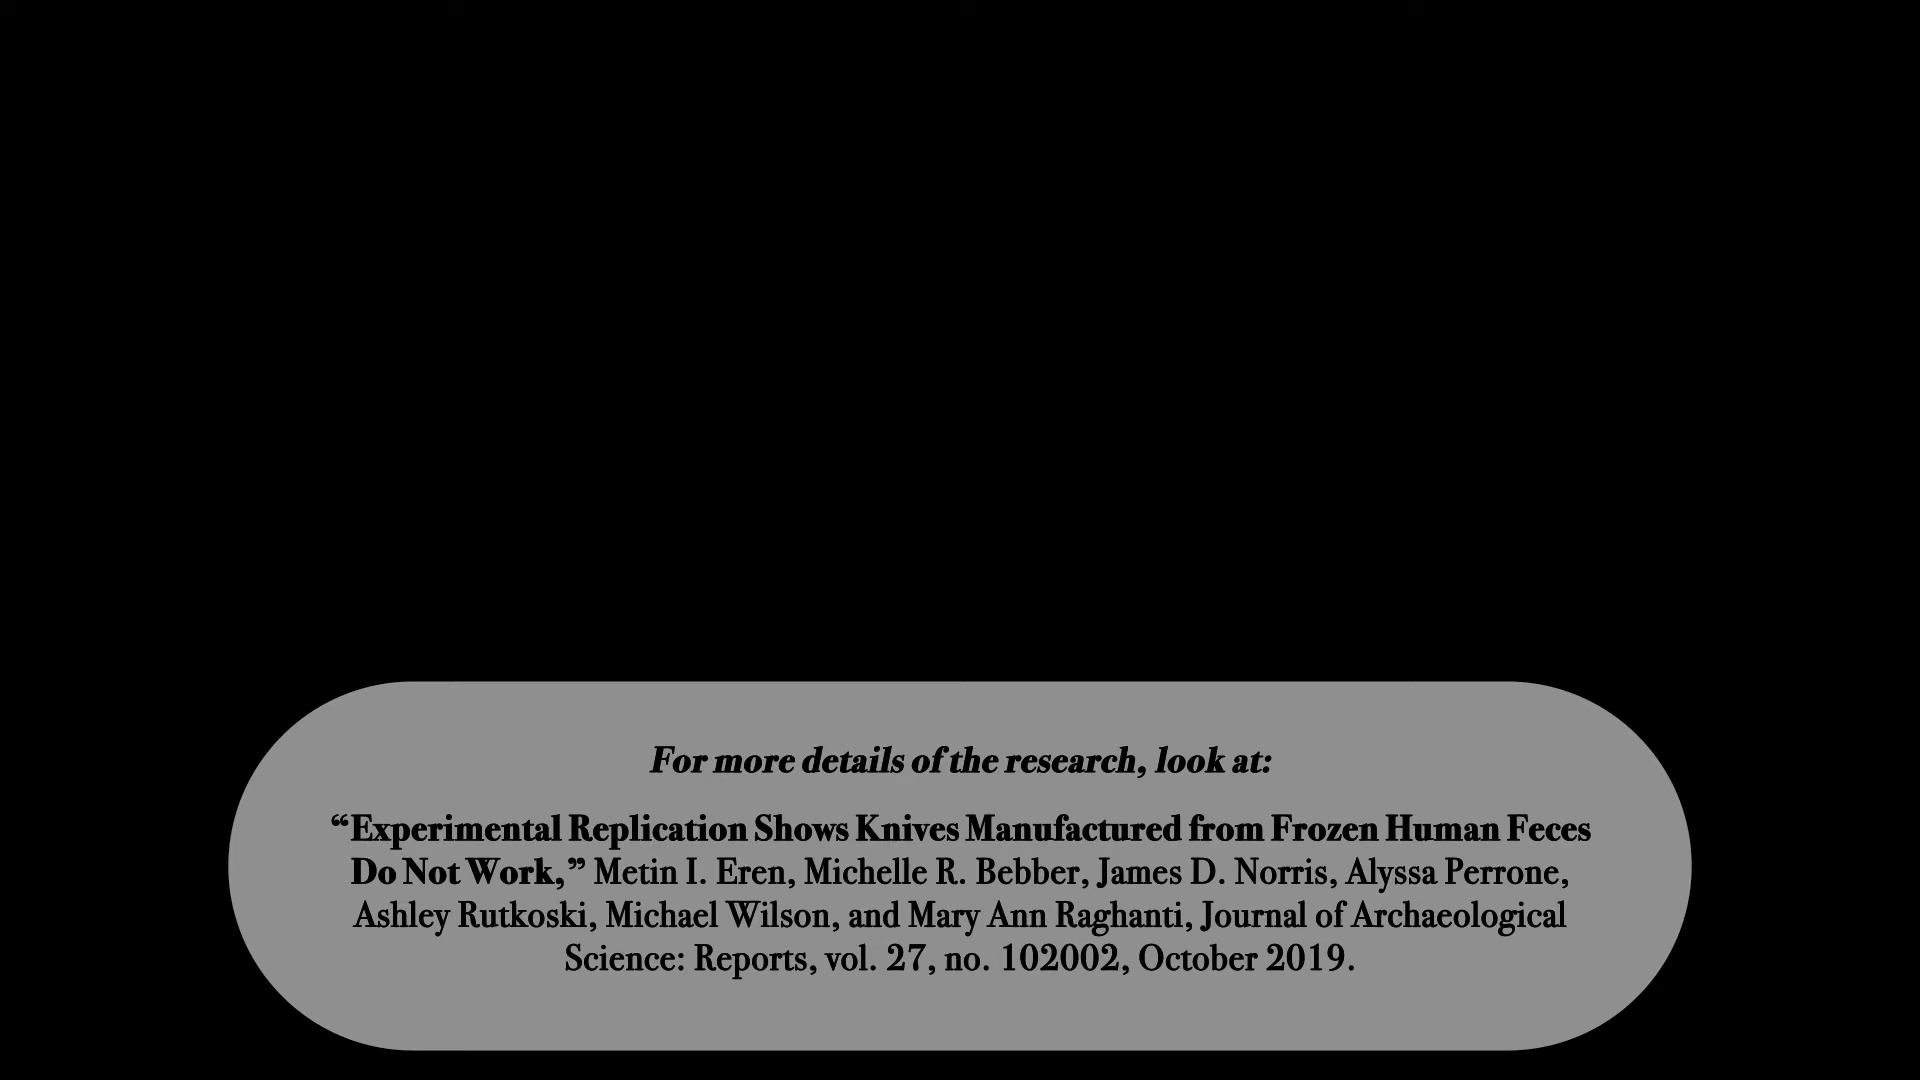 For more details of the research, look at:
“Experimental Replication Shows Knives Manufactured from Frozen Human Feces
Do Not Work,” Metin I. Eren, Michelle R. Bebber, James D. Norris, Alyssa Perrone,
Ashley Rutkoski, Michael Wilson, and Mary Ann Raghanti, Journal of Archaeological
Science: Reports, vol. 27, no. 102002, October 2019.